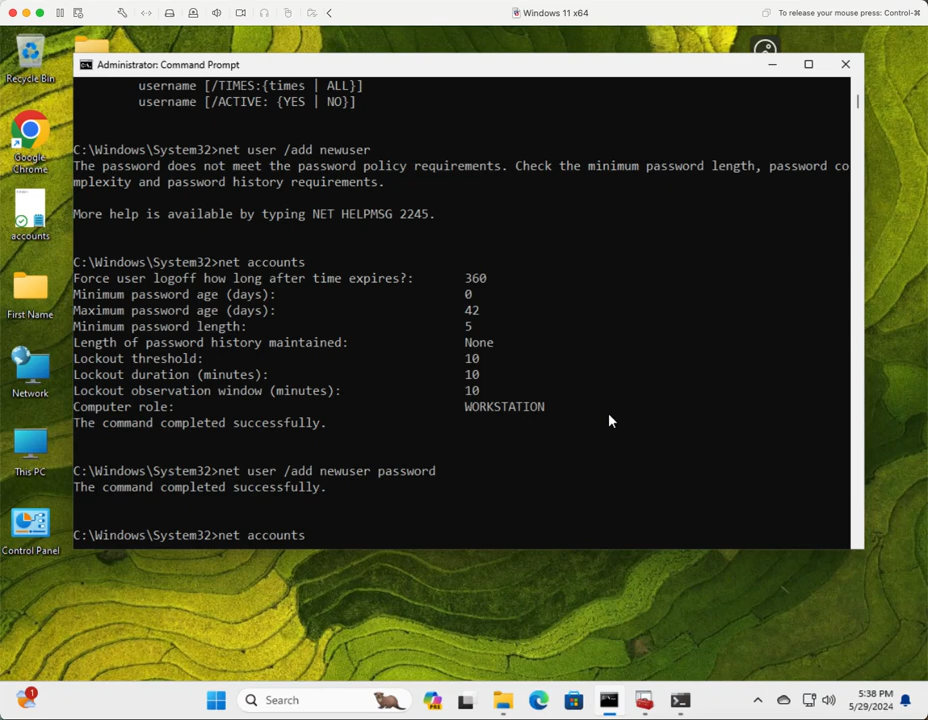 Windows 11 x64
To release your mouse press: Control-⌘
Recycle Bin
Google
Chrome
accounts
First Name
Network
This PC
Control Panel
Administrator: Command Prompt
username [/TIMES:{times | ALL}]
username [/ACTIVE: {YES | NO}]
C:\Windows\System32>net user /add newuser
The password does not meet the password policy requirements. Check the minimum password length, password co
mplexity and password history requirements.
More help is available by typing NET HELPMSG 2245.
C:\Windows\System32>net accounts
Force user logoff how long after time expires?: 360
Minimum password age (days): 0
Maximum password age (days): 42
Minimum password length: 5
Length of password history maintained: None
Lockout threshold: 10
Lockout duration (minutes): 10
Lockout observation window (minutes): 10
Computer role: WORKSTATION
The command completed successfully.
C:\Windows\System32>net user /add newuser password
The command completed successfully.
C:\Windows\System32>net accounts
1
Search
PRE
5:38 PM
5/29/2024